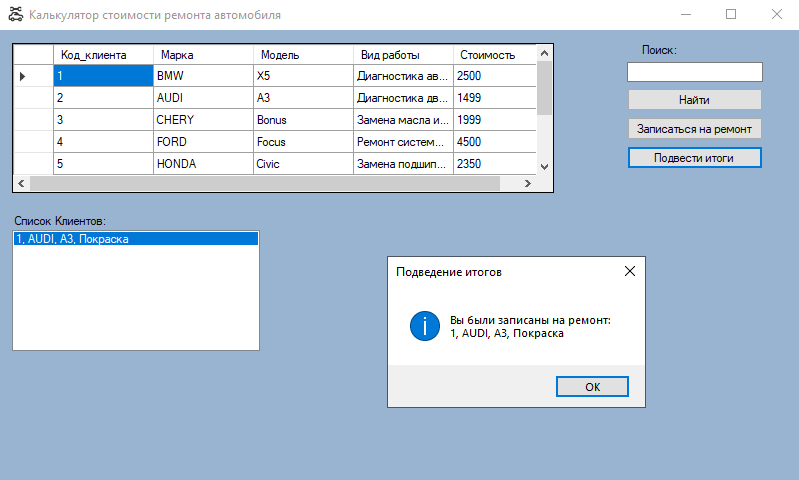 Калькулятор стоимости ремонта автомобиля
Код_клиента Марка Модель Вид работы Стоимость
1 BMW X5 Диагностика ав... 2500
2 AUDI A3 Диагностика дв... 1499
3 CHERY Bonus Замена масла и... 1999
4 FORD Focus Ремонт систем... 4500
5 HONDA Civic Замена подшип... 2350
Поиск:
Найти
Записаться на ремонт
Подвести итоги
Список Клиентов:
1, AUDI, A3, Покраска
Подведение итогов
Вы были записаны на ремонт:
1, AUDI, A3, Покраска
OK